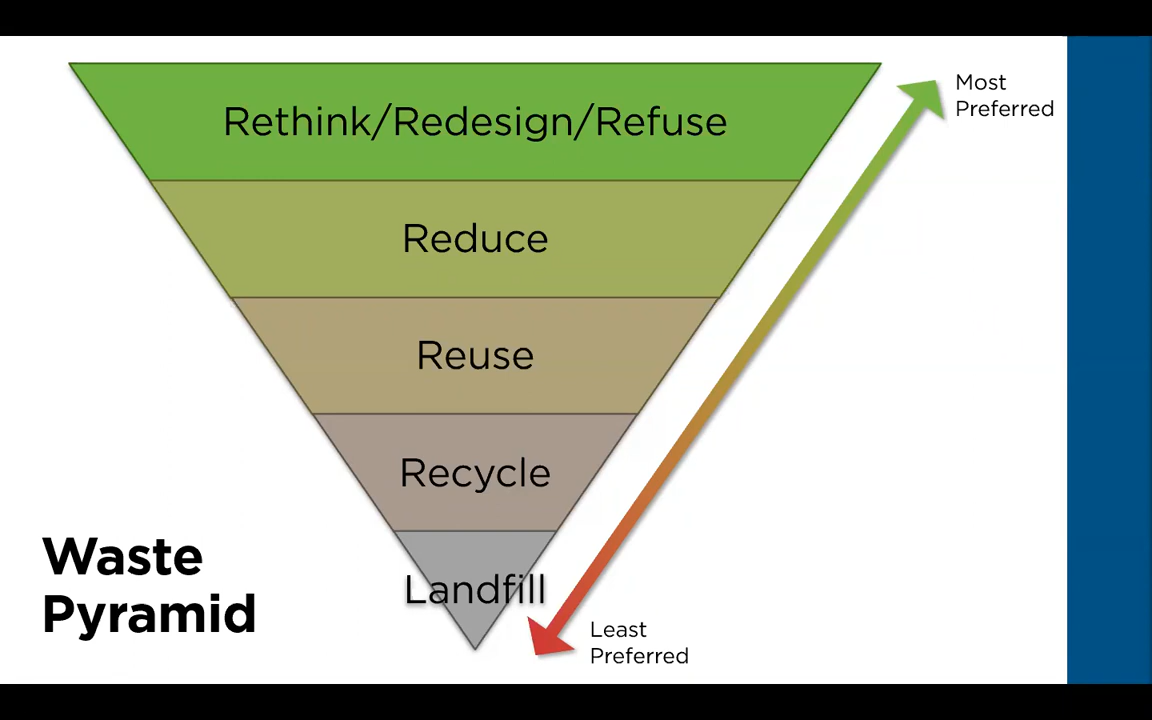 Most
Preferred
Rethink/Redesign/Refuse
Reduce
Reuse
Recycle
Landfill
Waste
Pyramid
Least
Preferred